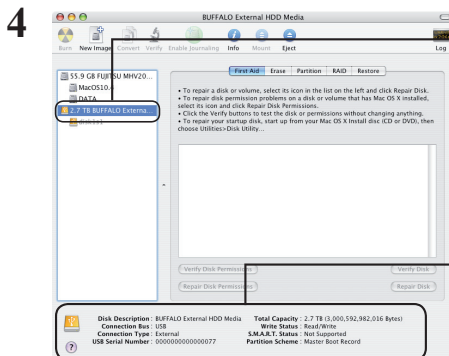 4
BUFFALO External HDD Media
Burn New Image Convert Verify Enable Journaling Info Mount Eject Log
First Aid Erase Partition RAID Restore
55.9 GB FUJITSU MHV20...
MacOS10.4
DATA
2.7 TB BUFFALO Externa...
disk1s1
• To repair a disk or volume, select its icon in the list on the left and click Repair Disk.
• To repair disk permission problems on a disk or volume that has Mac OS X installed,
select its icon and click Repair Disk Permissions.
• Click the Verify buttons to test the disk or permissions without changing anything.
• To repair your startup disk, start up from your Mac OS X Install disc (CD or DVD), then
choose Utilities>Disk Utility...
Verify Disk Permissions Verify Disk
Repair Disk Permissions Repair Disk
Disk Description : BUFFALO External HDD Media Total Capacity : 2.7 TB (3,000,592,982,016 Bytes)
Connection Bus : USB Write Status : Read/Write
Connection Type : External S.M.A.R.T. Status : Not Supported
USB Serial Number : 0000000000000077 Partition Scheme : Master Boot Record
?